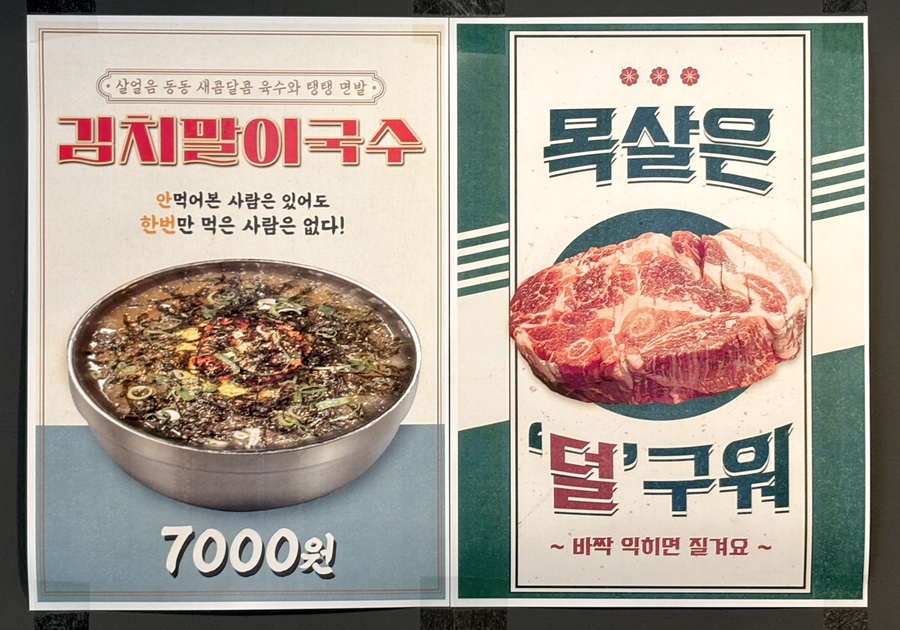 살얼음 동동 새콤달콤 육수와 탱탱 면발
김치말이국수
안먹어본 사람은 있어도
한번만 먹은 사람은 없다!
7000원
목살은
‘덜’구워
~ 바짝 익히면 질겨요 ~